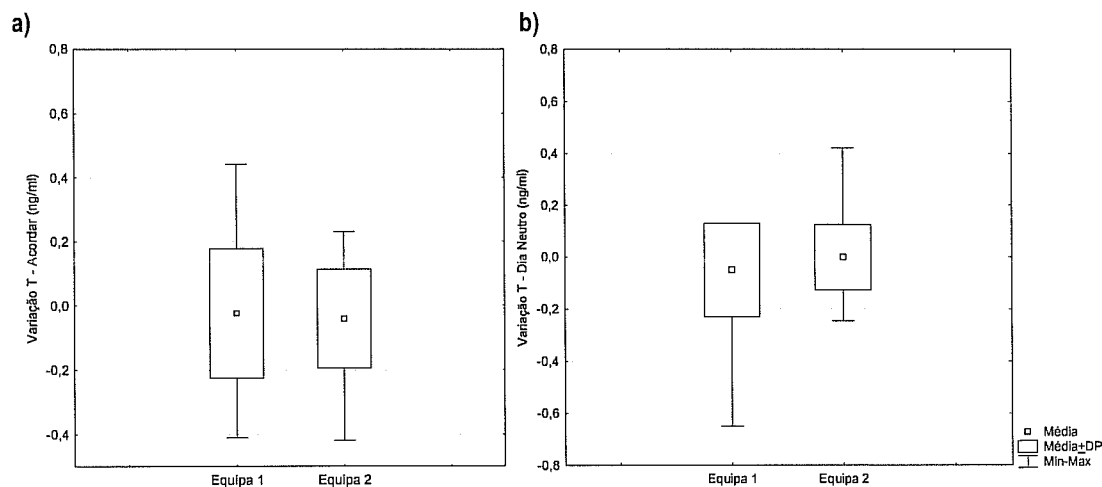 a)
Variação T - Acordar (ng/ml)
0,8
0,6
0,4
0,2
0,0
-0,2
-0,4
Equipa 1 Equipa 2
b)
Variação T - Dia Neutro (ng/ml)
0,8
0,6
0,4
0,2
0,0
-0,2
-0,4
-0,6
-0,8
Equipa 1 Equipa 2
Média
Média±DP
Min-Max